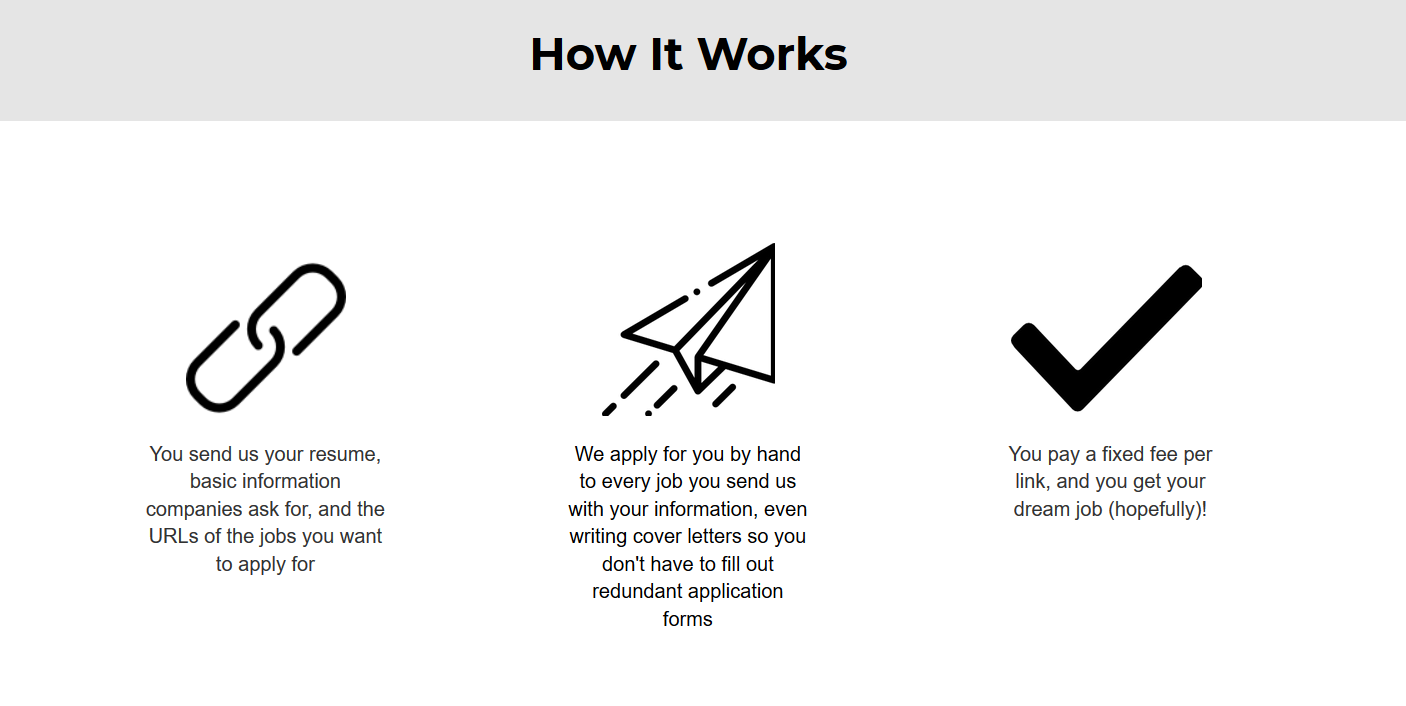 How It Works
You send us your resume,
basic information
companies ask for, and the
URLs of the jobs you want
to apply for
We apply for you by hand
to every job you send us
with your information, even
writing cover letters so you
don't have to fill out
redundant application
forms
You pay a fixed fee per
link, and you get your
dream job (hopefully)!